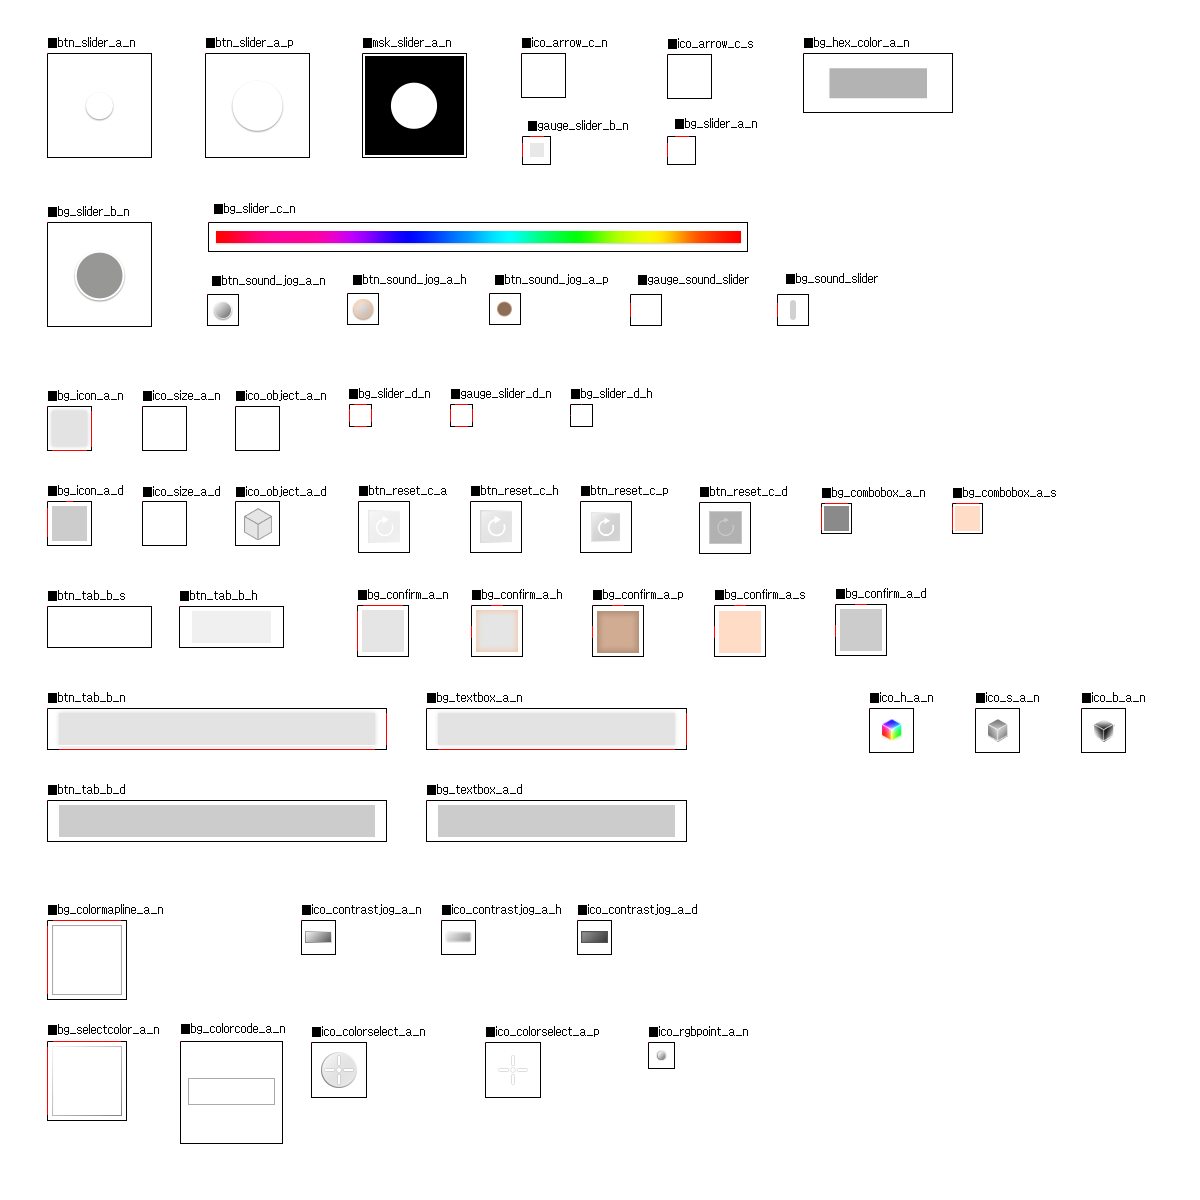 ■btn_slider_a_n
■btn_slider_a_p
■msk_slider_a_n
■ico_arrow_c_n
■ico_arrow_c_s
■bg_hex_color_a_n
■gauge_slider_b_n
■bg_slider_a_n
■bg_slider_b_n
■bg_slider_c_n
■btn_sound_jog_a_n
■btn_sound_jog_a_h
■btn_sound_jog_a_p
■gauge_sound_slider
■bg_sound_slider
■bg_icon_a_n
■ico_size_a_n
■ico_object_a_n
■bg_slider_d_n
■gauge_slider_d_n
■bg_slider_d_h
■bg_icon_a_d
■ico_size_a_d
■ico_object_a_d
■btn_reset_c_a
■btn_reset_c_h
■btn_reset_c_p
■btn_reset_c_d
■bg_combobox_a_n
■bg_combobox_a_s
■btn_tab_b_s
■btn_tab_b_h
■bg_confirm_a_n
■bg_confirm_a_h
■bg_confirm_a_p
■bg_confirm_a_s
■bg_confirm_a_d
■btn_tab_b_n
■bg_textbox_a_n
■ico_h_a_n
■ico_s_a_n
■ico_b_a_n
■btn_tab_b_d
■bg_textbox_a_d
■bg_colormapline_a_n
■ico_contrastjog_a_n
■ico_contrastjog_a_h
■ico_contrastjog_a_d
■bg_selectcolor_a_n
■bg_colorcode_a_n
■ico_colorselect_a_n
■ico_colorselect_a_p
■ico_rgbpoint_a_n